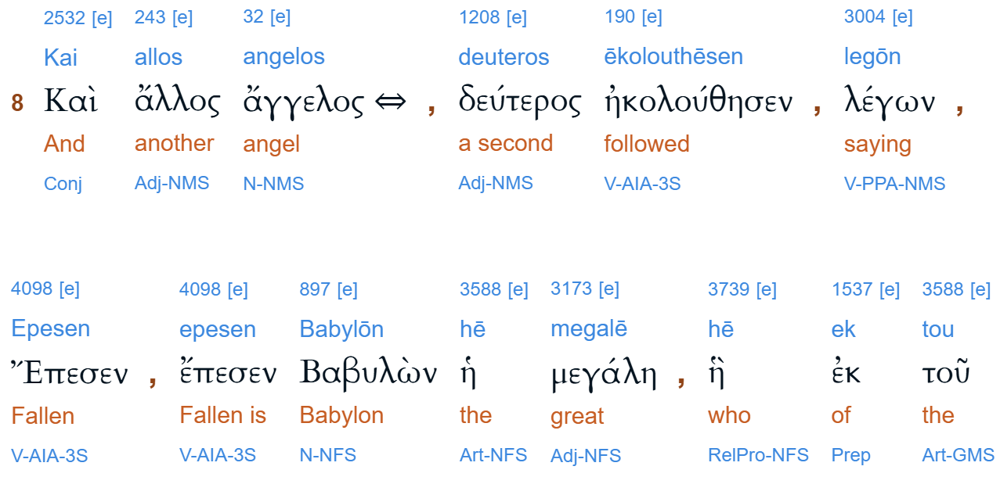 2532 [e] 243 [e] 32 [e] 1208 [e] 190 [e] 3004 [e]
Kai allos angelos deuteros ēkolouthēsen legōn
8 Καὶ ἄλλος ἄγγελος ⇔ , δεύτερος ἠκολούθησεν , λέγων ,
And another angel a second followed saying
Conj Adj-NMS N-NMS Adj-NMS V-AIA-3S V-PPA-NMS
4098 [e] 4098 [e] 897 [e] 3588 [e] 3173 [e] 3739 [e] 1537 [e] 3588 [e]
Epesen epesen Babylōn hē megalē hē ek tou
Ἔπεσεν , ἔπεσεν Βαβυλὼν ἡ μεγάλη , ἣ ἐκ τοῦ
Fallen Fallen is Babylon the great who of the
V-AIA-3S V-AIA-3S N-NFS Art-NFS Adj-NFS RelPro-NFS Prep Art-GMS